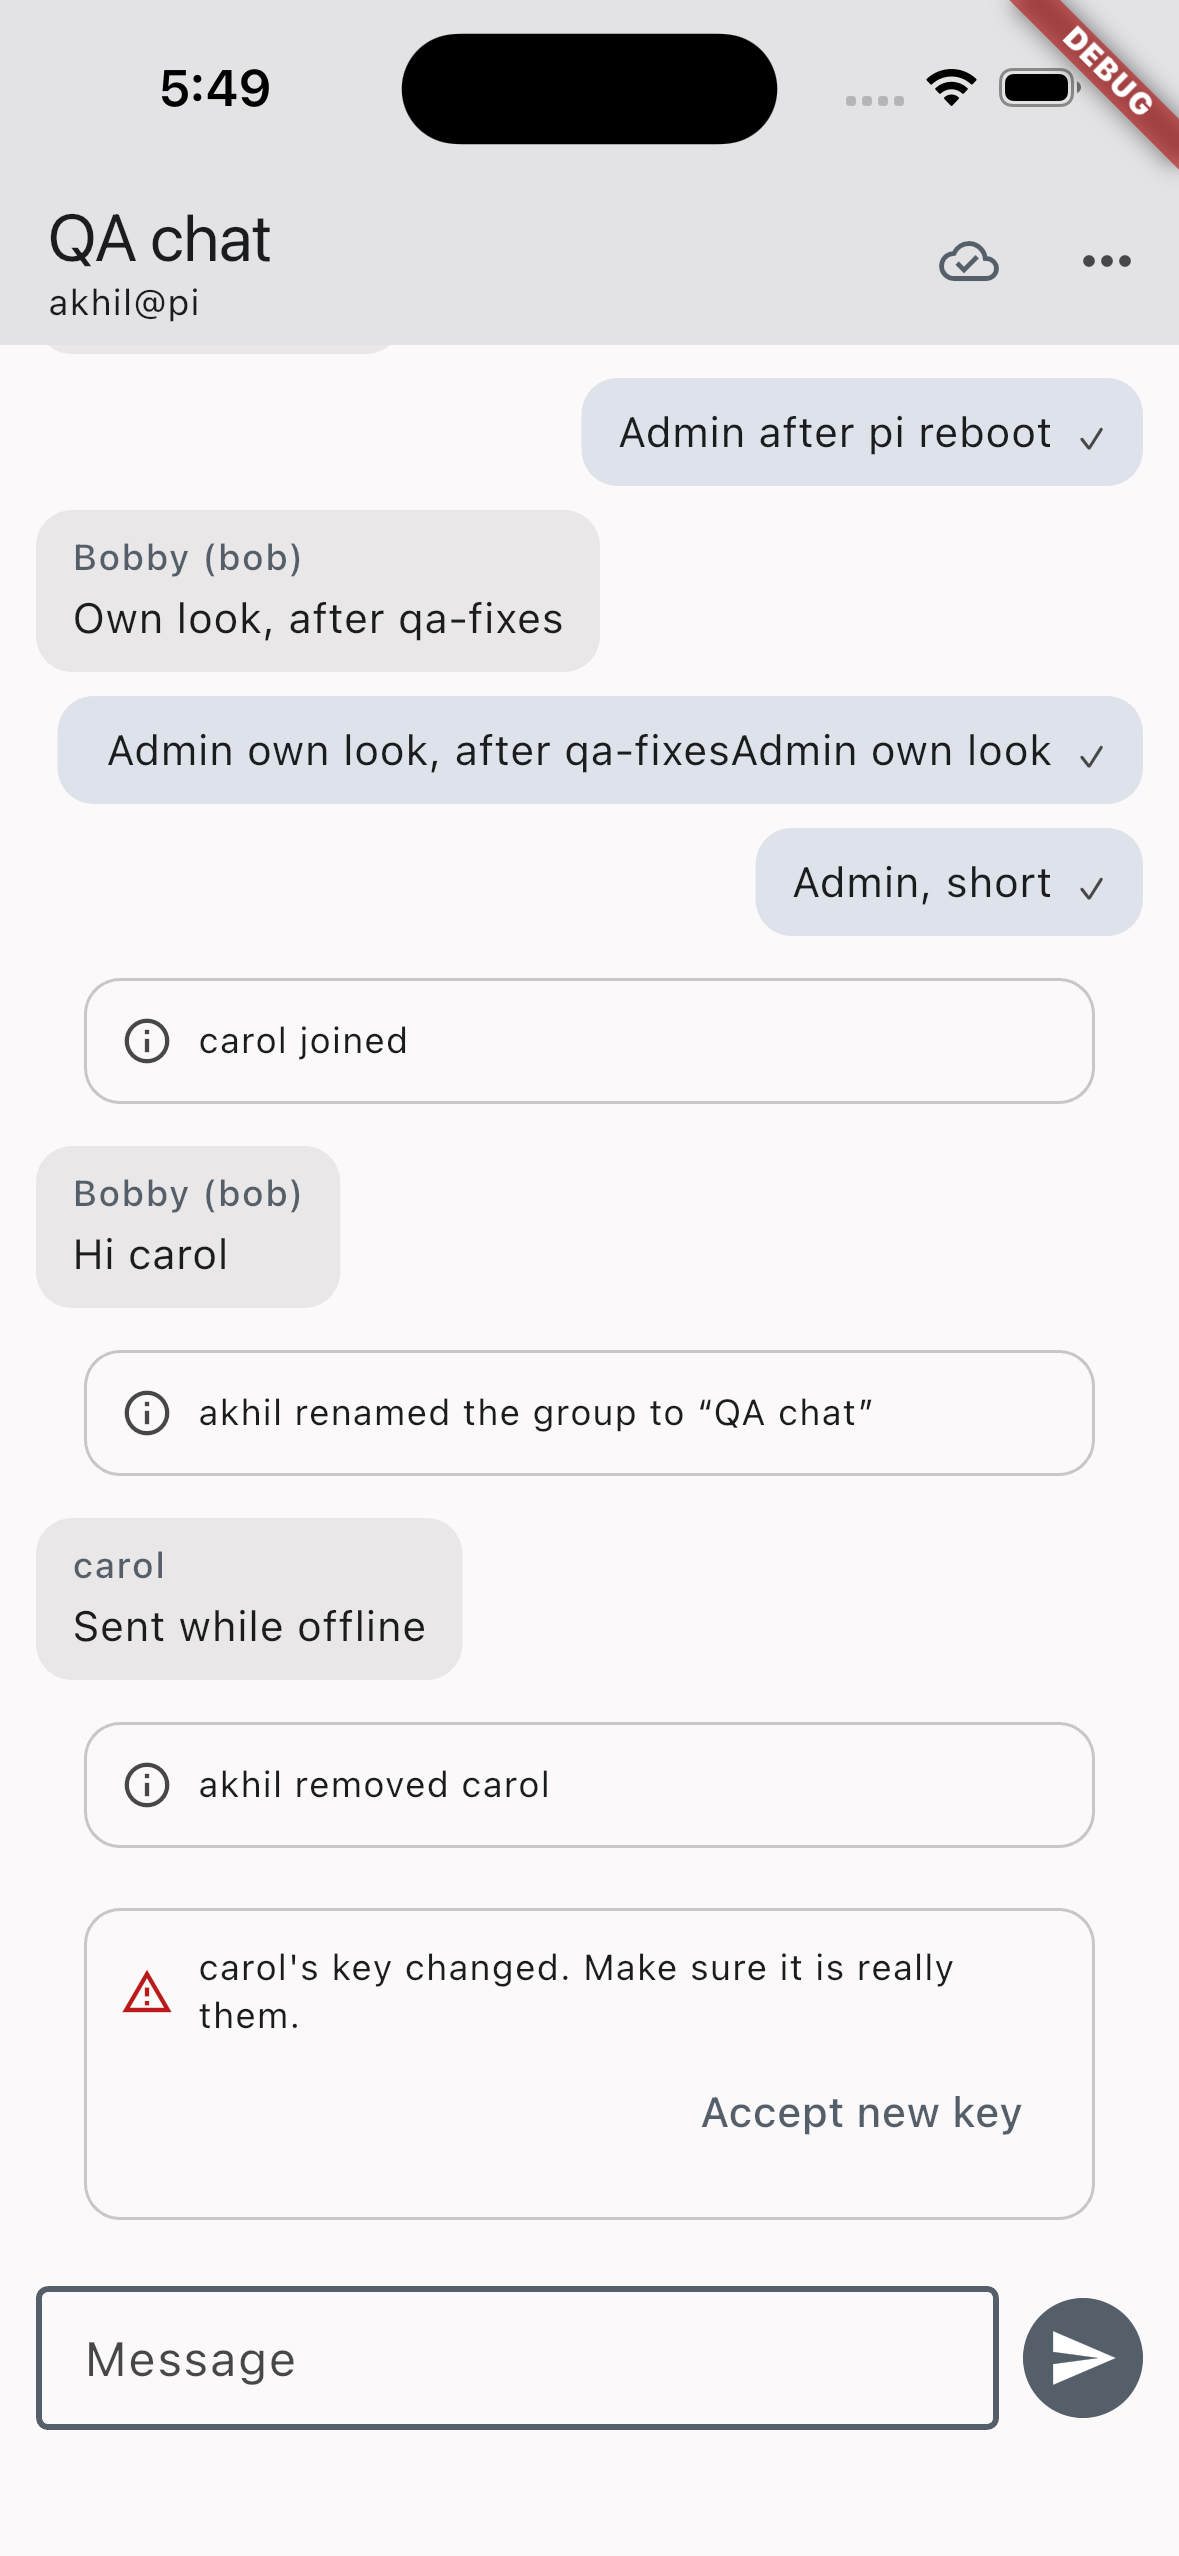 5:49
DEBUG
QA chat
akhil@pi
Admin after pi reboot ✓
Bobby (bob)
Own look, after qa-fixes
Admin own look, after qa-fixesAdmin own look ✓
Admin, short ✓
carol joined
Bobby (bob)
Hi carol
akhil renamed the group to “QA chat”
carol
Sent while offline
akhil removed carol
carol's key changed. Make sure it is really
them.
Accept new key
Message